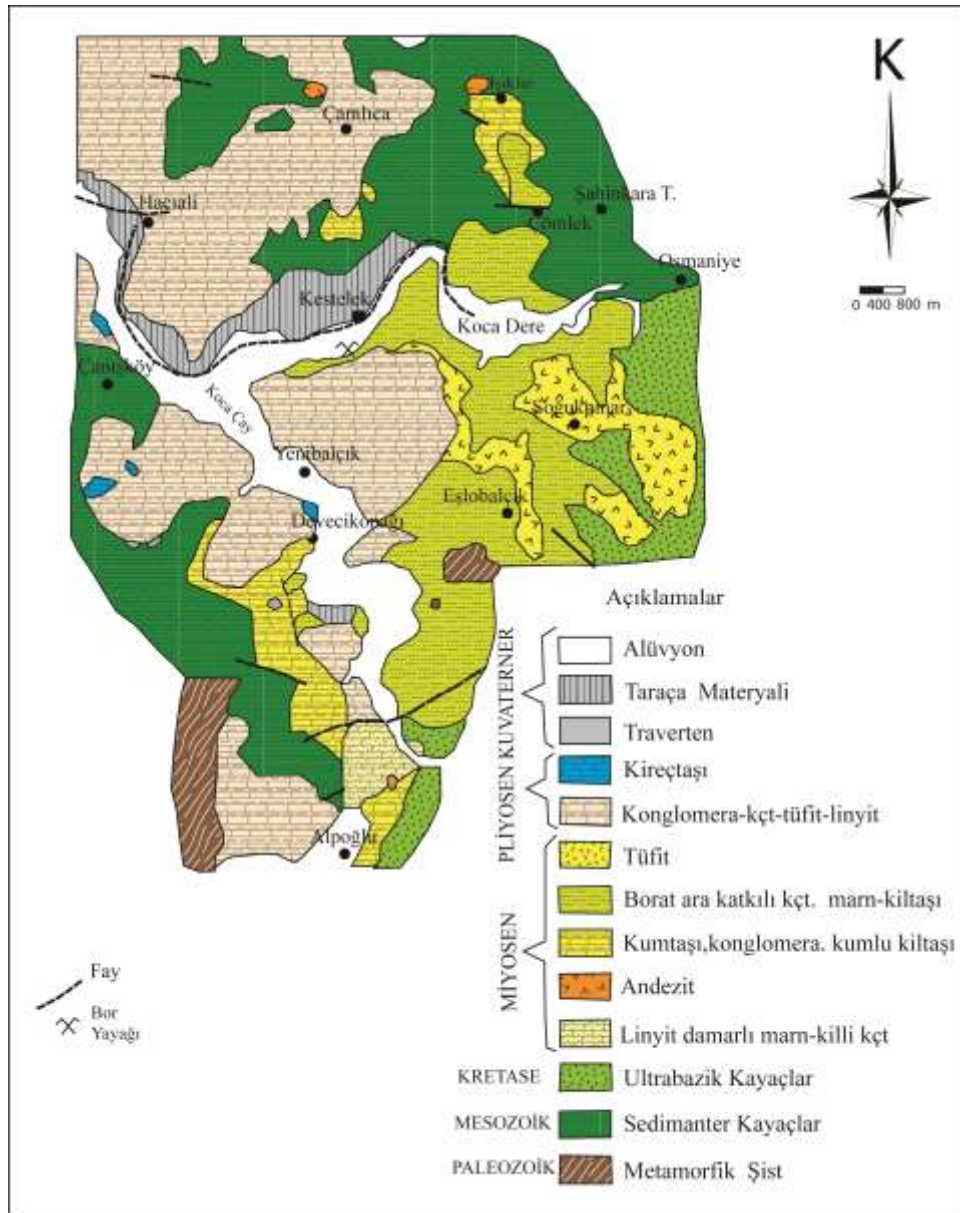 K
0 400 800 m
Çamlıca
Hacıali
Şahinkara T.
Çömlek
Osmaniye
Kestelek
Koca Dere
Koca Çay
Soğukpınar
Yenibalçık
Eşlobalçik
Devecikonağı
Alpoğlu
Açıklamalar
PLİYOSEN KUVATERNER
Alüvyon
Taraça Materyali
Traverten
Kireçtaşı
Konglomera-kçt-tüfit-linyit
MİYOSEN
Tüfit
Borat ara katkılı kçt. marn-kiltaşı
Kumtaşı,konglomera. kumlu kiltaşı
Andezit
Linyit damarlı marn-killi kçt
KRETASE
Ultrabazik Kayaçlar
MESOZOİK
Sedimanter Kayaçlar
PALEOZOİK
Metamorfik Şist
Fay
Bor
Yayağı